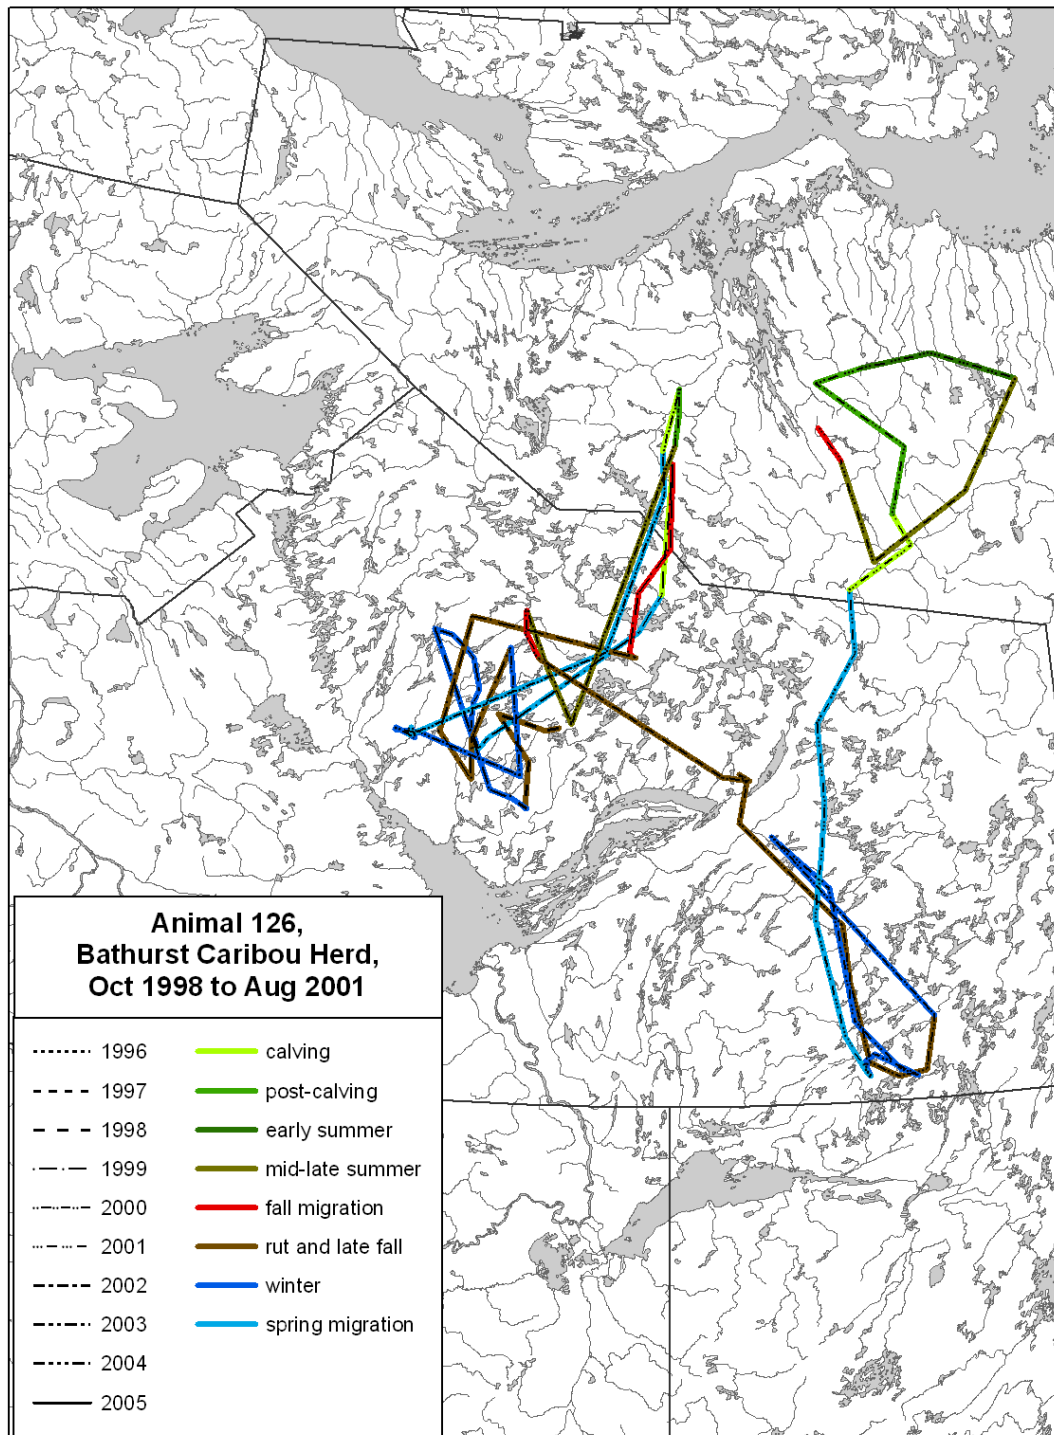 Animal 126,
Bathurst Caribou Herd,
Oct 1998 to Aug 2001
1996
1997
1998
1999
2000
2001
2002
2003
2004
2005
calving
post-calving
early summer
mid-late summer
fall migration
rut and late fall
winter
spring migration